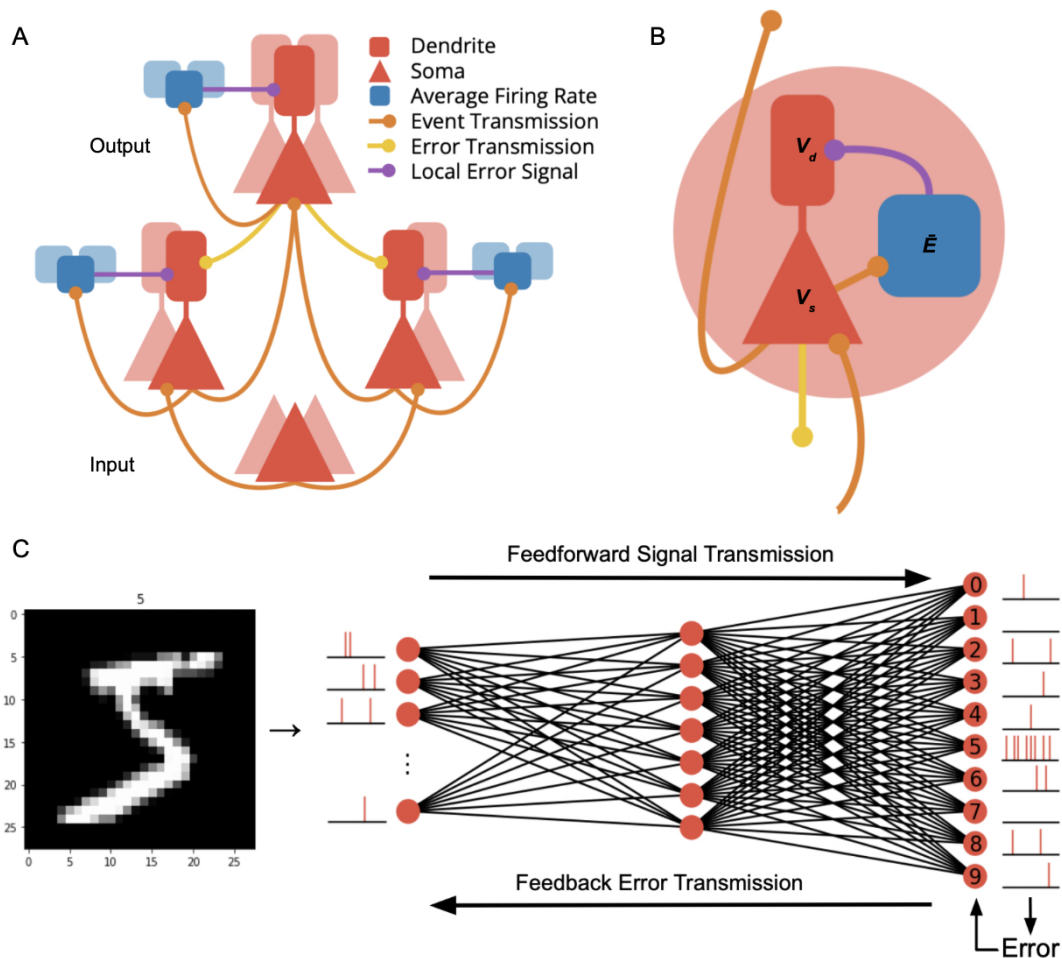 A
Dendrite
Soma
Average Firing Rate
Event Transmission
Error Transmission
Local Error Signal
Output
Input
B
V_d
Ē
V_s
C
Feedforward Signal Transmission
5
0
5
10
15
20
25
0 5 10 15 20 25
→
⋮
0
1
2
3
4
5
6
7
8
9
Feedback Error Transmission
Error